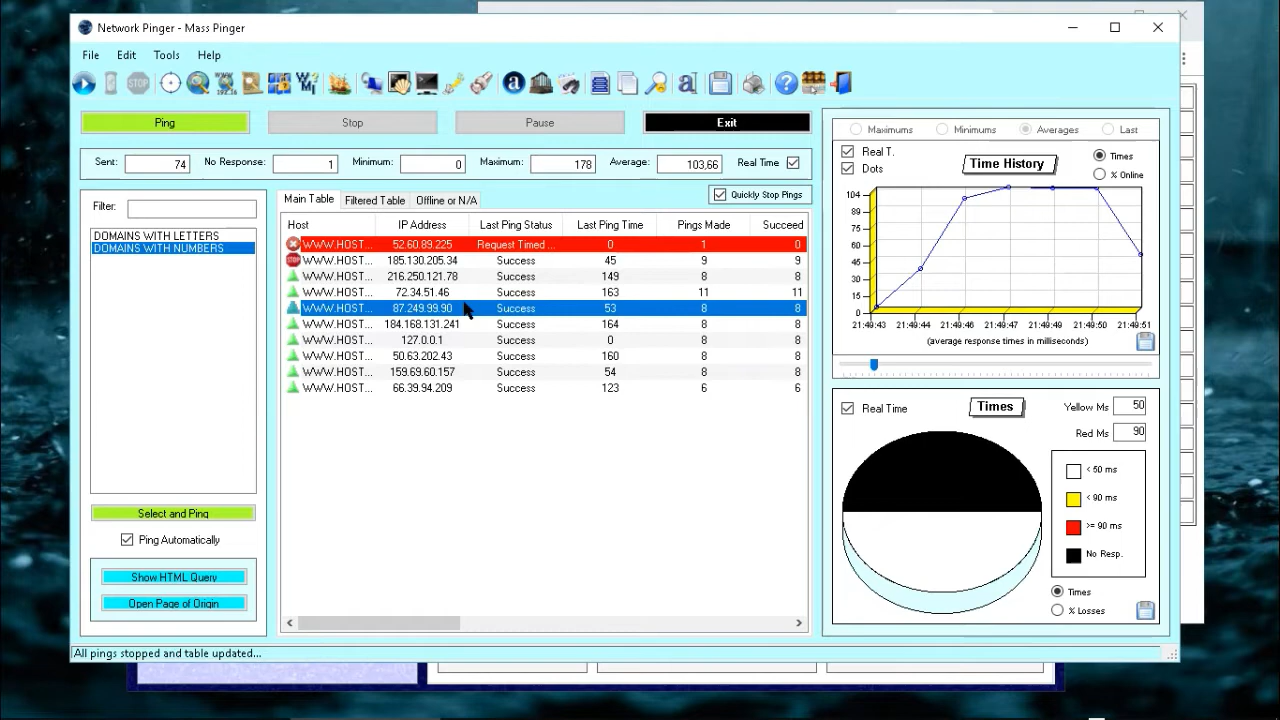 Network Pinger - Mass Pinger
File Edit Tools Help
STOP
Ping Stop Pause Exit
Sent: 74 No Response: 1 Minimum: 0 Maximum: 178 Average: 103,66 Real Time
Filter:
DOMAINS WITH LETTERS
DOMAINS WITH NUMBERS
Select and Ping
Ping Automatically
Show HTML Query
Open Page of Origin
Main Table Filtered Table Offline or N/A Quickly Stop Pings
Host IP Address Last Ping Status Last Ping Time Pings Made Succeed
WWW.HOST... 52.60.89.225 Request Timed ... 0 1 0
STOP WWW.HOST... 185.130.205.34 Success 45 9 9
WWW.HOST... 216.250.121.78 Success 149 8 8
WWW.HOST... 72.34.51.46 Success 163 11 11
WWW.HOST... 87.249.99.90 Success 53 8 8
WWW.HOST... 184.168.131.241 Success 164 8 8
WWW.HOST... 127.0.0.1 Success 0 8 8
WWW.HOST... 50.63.202.43 Success 160 8 8
WWW.HOST... 159.69.60.157 Success 54 8 8
WWW.HOST... 66.39.94.209 Success 123 6 6
Maximums Minimums Averages Last
Real T.
Dots
Time History
Times
% Online
104
89
75
60
45
30
15
0
21:49:43 21:49:44 21:49:46 21:49:47 21:49:49 21:49:50 21:49:51
(average response times in milliseconds)
Real Time
Times
Yellow Ms 50
Red Ms 90
< 50 ms
< 90 ms
>= 90 ms
No Resp.
Times
% Losses
All pings stopped and table updated...